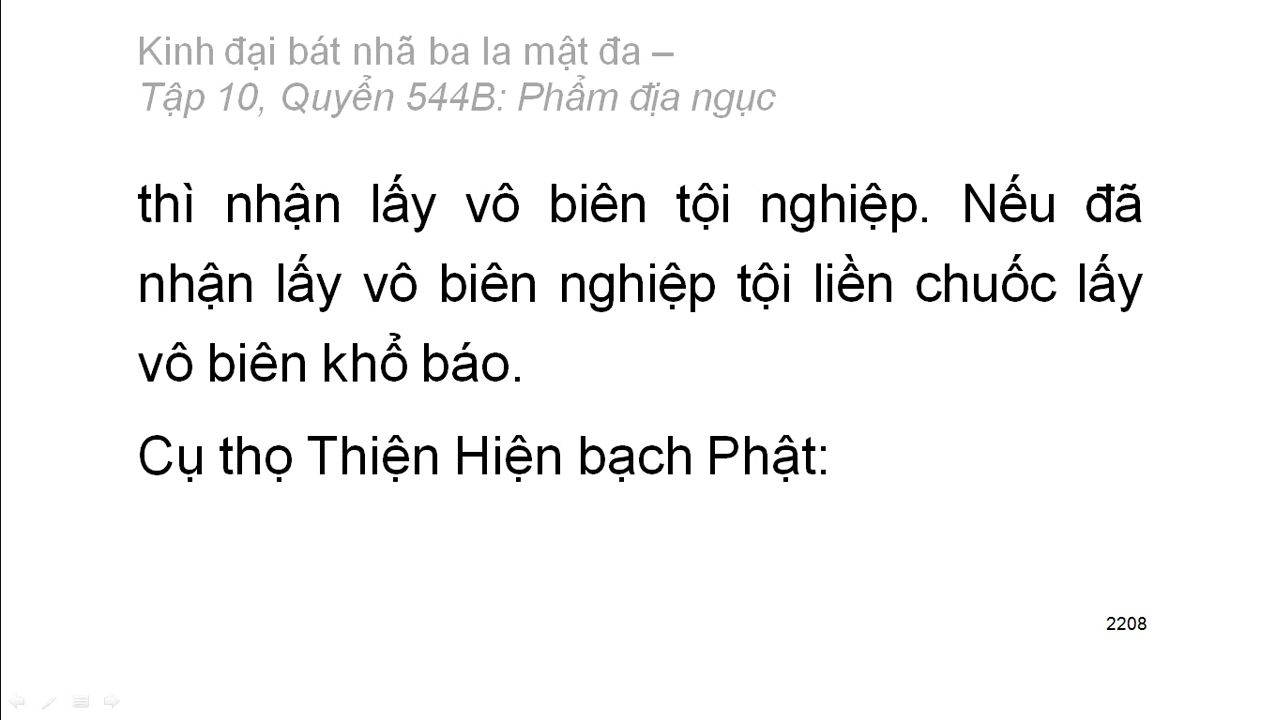 Kinh đại bát nhã ba la mật đa –
Tập 10, Quyển 544B: Phẩm địa ngục
thì nhận lấy vô biên tội nghiệp. Nếu đã
nhận lấy vô biên nghiệp tội liền chuốc lấy
vô biên khổ báo.
Cụ thọ Thiện Hiện bạch Phật:
2208